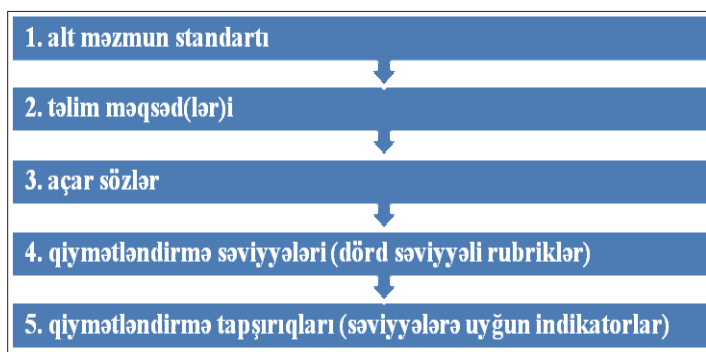 1. alt məzmun standartı
2. təlim məqsəd(lər)i
3. açar sözlər
4. qiymətləndirmə səviyyələri (dörd səviyyəli rubriklər)
5. qiymətləndirmə tapşırıqları (səviyyələrə uyğun indikatorlar)